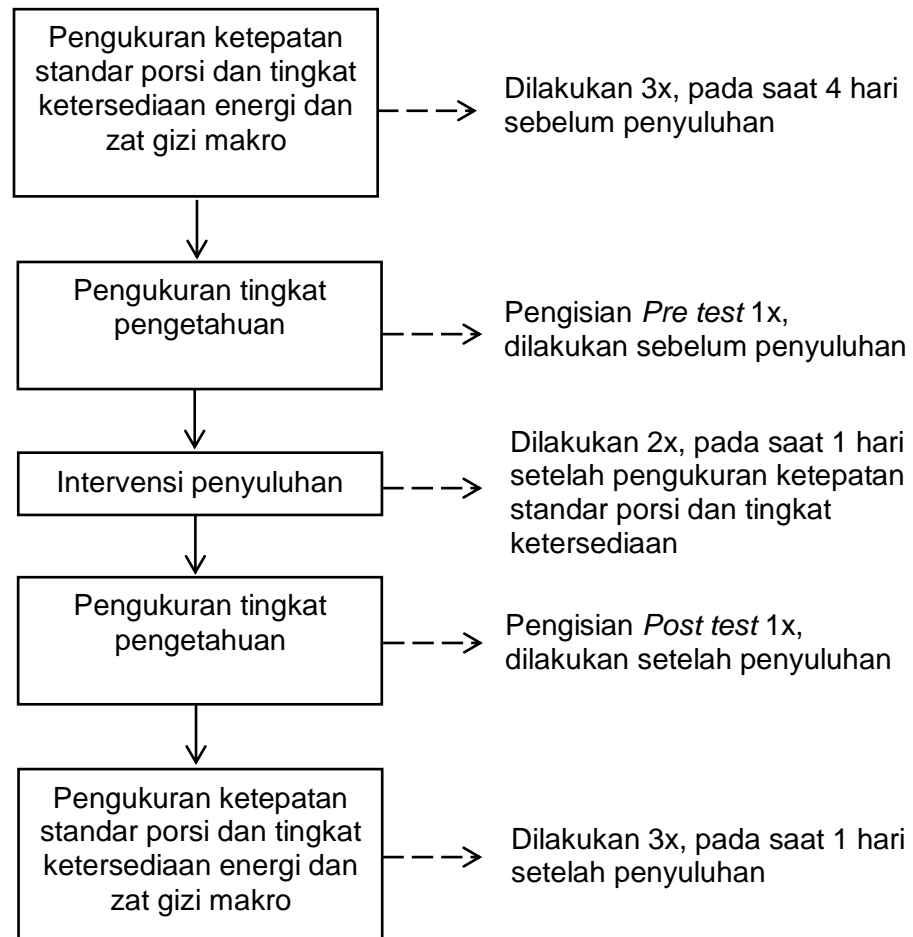 Pengukuran ketepatan
standar porsi dan tingkat
ketersediaan energi dan
zat gizi makro
Dilakukan 3x, pada saat 4 hari
sebelum penyuluhan
Pengukuran tingkat
pengetahuan
Pengisian Pre test 1x,
dilakukan sebelum penyuluhan
Intervensi penyuluhan
Dilakukan 2x, pada saat 1 hari
setelah pengukuran ketepatan
standar porsi dan tingkat
ketersediaan
Pengukuran tingkat
pengetahuan
Pengisian Post test 1x,
dilakukan setelah penyuluhan
Pengukuran ketepatan
standar porsi dan tingkat
ketersediaan energi dan
zat gizi makro
Dilakukan 3x, pada saat 1 hari
setelah penyuluhan